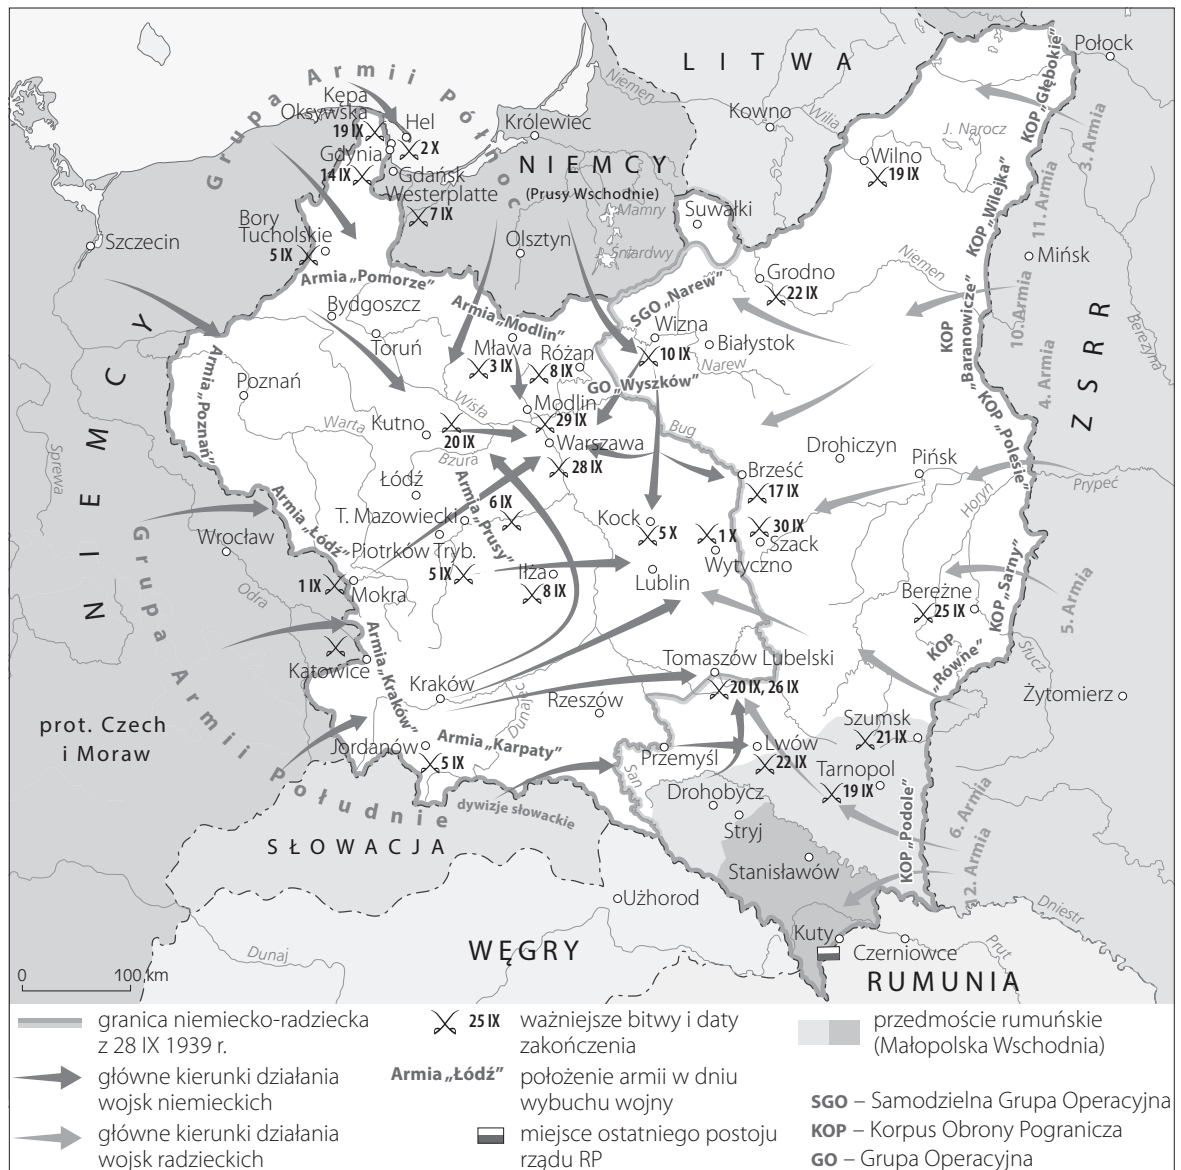 Grupa Armii Północ
LITWA
Połock
Niemen
Kowno
Wilia
J. Narocz
Wilno
19 IX
KOP „Głębokie”
3. Armia
Kępa
Oksywska
19 IX
Hel
2 X
Gdynia
14 IX
Gdańsk
Westerplatte
7 IX
Królewiec
NIEMCY
(Prusy Wschodnie)
Mamry
J. Śniardwy
Olsztyn
Suwałki
KOP „Wilejka”
11. Armia
Mińsk
Szczecin
Bory
Tucholskie
5 IX
Armia „Pomorze”
Bydgoszcz
Toruń
Armia „Modlin”
SGO „Narew”
Grodno
22 IX
Niemen
KOP
„Baranowicze”
10. Armia
Berezyna
ZSRR
4. Armia
NIEMCY
Armia „Poznań”
Poznań
Mława
3 IX
Różan
8 IX
Wizna
10 IX
Białystok
Narew
GO „Wyszków”
Wisła
Modlin
29 IX
Warta
Kutno
20 IX
Bzura
Warszawa
28 IX
Bug
KOP „Polesie”
Drohiczyn
Pińsk
Prypeć
Horyń
Brześć
17 IX
Sprewa
Łódź
Armia „Łódź”
T. Mazowiecki
Armia „Prusy”
6 IX
Kock
5 X
1 X
Wytyczno
30 IX
Szack
Wrocław
Piotrków Tryb.
5 IX
Iłża
8 IX
Lublin
Odra
1 IX
Mokra
Bereżne
25 IX
KOP „Sarny”
5. Armia
Słucz
KOP
„Równe”
Żytomierz
Grupa Armii Południe
Katowice
Armia „Kraków”
Kraków
Dunajec
Rzeszów
Tomaszów Lubelski
20 IX, 26 IX
prot. Czech
i Moraw
Jordanów
5 IX
Armia „Karpaty”
San
Przemyśl
Lwów
22 IX
Szumsk
21 IX
Tarnopol
19 IX
Drohobycz
Stryj
KOP „Podole”
6. Armia
12. Armia
dywizje słowackie
SŁOWACJA
Stanisławów
Użhorod
Dniestr
Dunaj
WĘGRY
Kuty
Czerniowce
Prut
RUMUNIA
0 100 km
granica niemiecko-radziecka
z 28 IX 1939 r.
główne kierunki działania
wojsk niemieckich
główne kierunki działania
wojsk radzieckich
25 IX
ważniejsze bitwy i daty
zakończenia
Armia „Łódź”
położenie armii w dniu
wybuchu wojny
miejsce ostatniego postoju
rządu RP
przedmoście rumuńskie
(Małopolska Wschodnia)
SGO – Samodzielna Grupa Operacyjna
KOP – Korpus Obrony Pogranicza
GO – Grupa Operacyjna